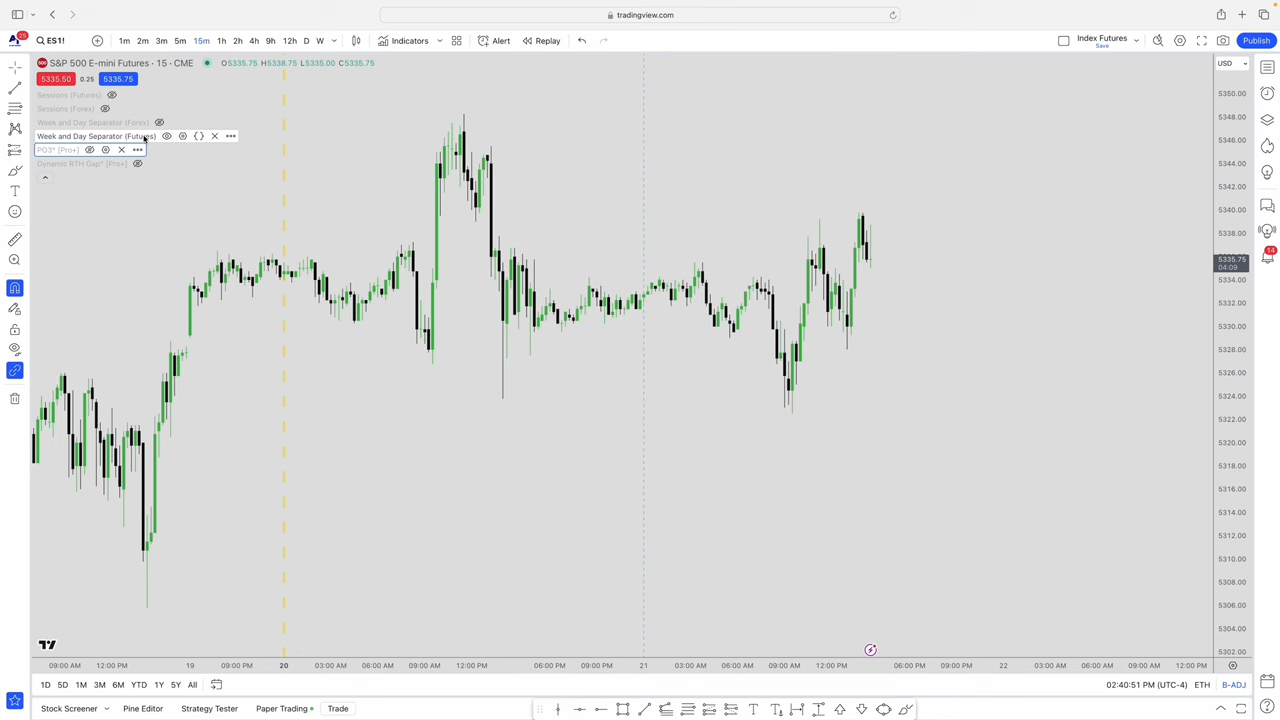 tradingview.com
25
ES1!
1m 2m 3m 5m 15m 1h 2h 4h 9h 12h D W
Indicators
Alert
Replay
Index Futures
Save
Publish
S&P 500 E-mini Futures · 15 · CME
O5335.75 H5338.75 L5335.00 C5335.75
USD
5335.50 0.25 5335.75
Sessions (Futures)
Sessions (Forex)
Week and Day Separator (Forex)
Week and Day Separator (Futures)
PO3* [Pro+]
Dynamic RTH Gap* [Pro+]
5350.00
5348.00
5346.00
5344.00
5342.00
5340.00
5338.00
5335.75
04:09
5334.00
5332.00
5330.00
5328.00
5326.00
5324.00
5322.00
5320.00
5318.00
5316.00
5314.00
5312.00
5310.00
5308.00
5306.00
5304.00
5302.00
14
09:00 AM 12:00 PM 19 09:00 PM 20 03:00 AM 06:00 AM 09:00 AM 12:00 PM 06:00 PM 09:00 PM 21 03:00 AM 06:00 AM 09:00 AM 12:00 PM 06:00 PM 09:00 PM 22 03:00 AM 06:00 AM 09:00 AM 12:00 PM
1D 5D 1M 3M 6M YTD 1Y 5Y All
02:40:51 PM (UTC-4) ETH B-ADJ
Stock Screener Pine Editor Strategy Tester Paper Trading Trade